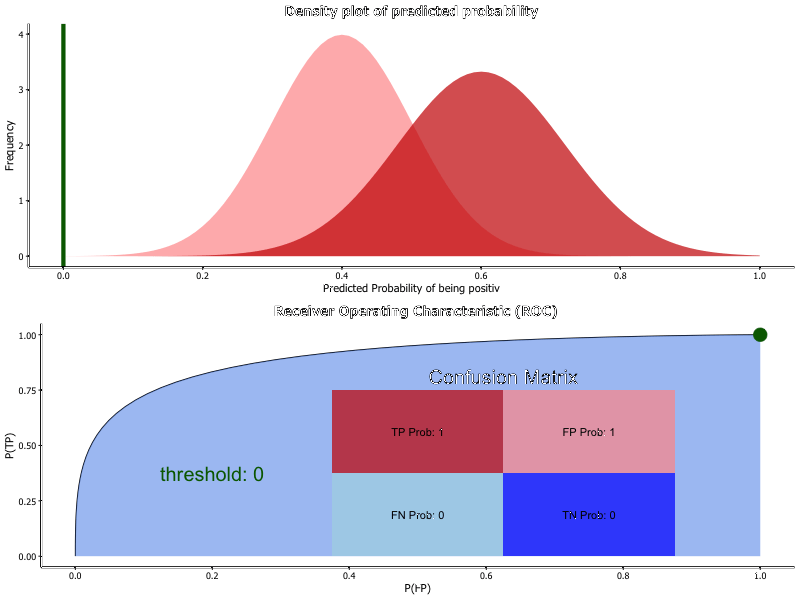 Density plot of predicted probability
4
3
2
1
0
Frequency
0.0 0.2 0.4 0.6 0.8 1.0
Predicted Probability of being positiv
Receiver Operating Characteristic (ROC)
1.00
0.75
0.50
0.25
0.00
P(TP)
Confusion Matrix
TP Prob: 1 FP Prob: 1
threshold: 0
FN Prob: 0 TN Prob: 0
0.0 0.2 0.4 0.6 0.8 1.0
P(FP)